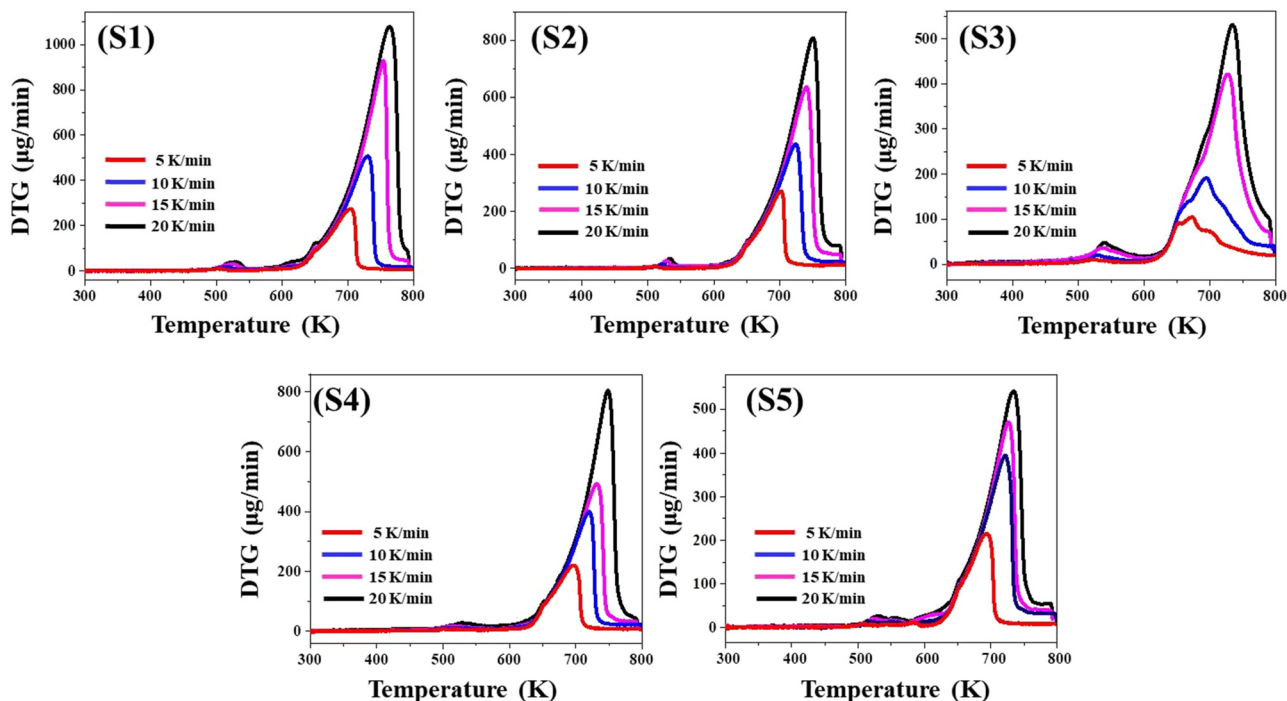 (S1)
1000
800
600
400
200
0
DTG (µg/min)
5 K/min
10 K/min
15 K/min
20 K/min
300 400 500 600 700 800
Temperature (K)
(S2)
800
600
400
200
0
DTG (µg/min)
5 K/min
10 K/min
15 K/min
20 K/min
300 400 500 600 700 800
Temperature (K)
(S3)
500
400
300
200
100
0
DTG (µg/min)
5 K/min
10 K/min
15 K/min
20 K/min
300 400 500 600 700 800
Temperature (K)
(S4)
800
600
400
200
0
DTG (µg/min)
5 K/min
10 K/min
15 K/min
20 K/min
300 400 500 600 700 800
Temperature (K)
(S5)
500
400
300
200
100
0
DTG (µg/min)
5 K/min
10 K/min
15 K/min
20 K/min
300 400 500 600 700 800
Temperature (K)